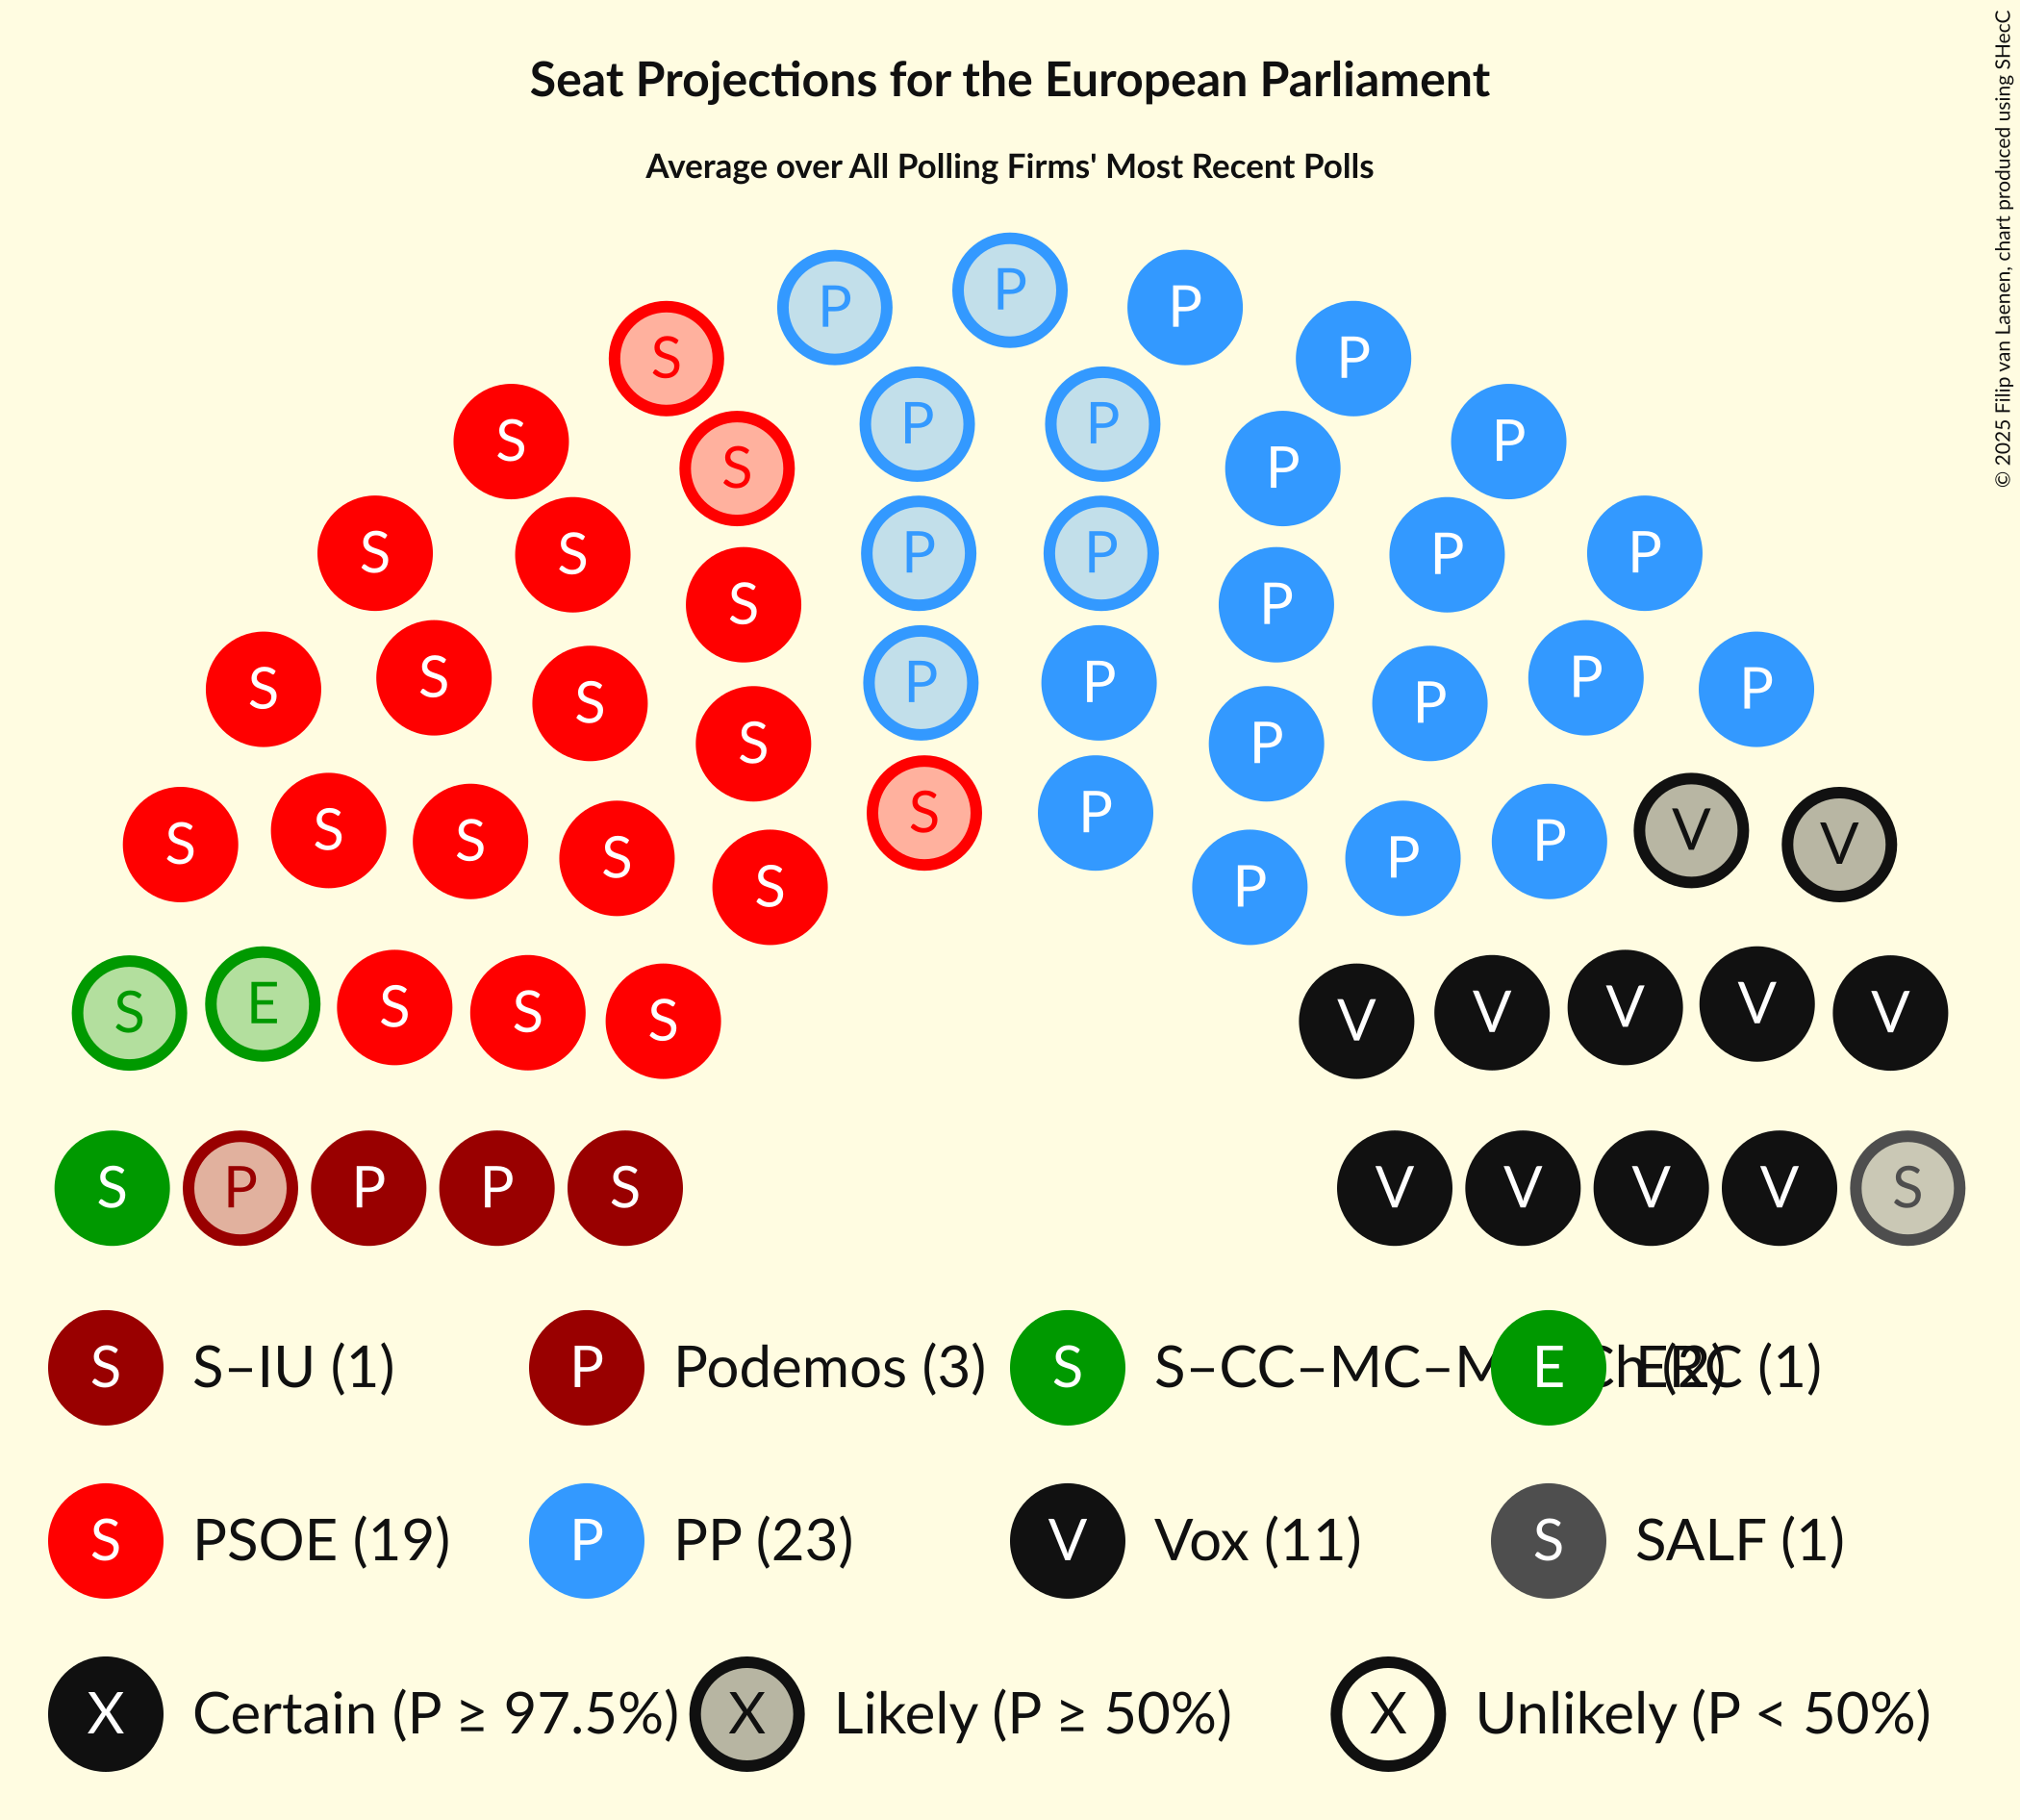 Seat Projections for the European Parliament
Average over All Polling Firms' Most Recent Polls
© 2025 Filip van Laenen, chart produced using SHecC
P
P P
S P
S P
P P
S P
S P
S P
S P
P P
S P
S P
S P
S P
P P
S P
S P
S P
S V
S V
S P
S P
S P
S E S S S V V V V V
S P P P S V V V V S
S S–IU (1) P Podemos (3) S S–CC–MC–M E ERC (1)
S PSOE (19) P PP (23) V Vox (11) S SALF (1)
X Certain (P ≥ 97.5%) X Likely (P ≥ 50%) X Unlikely (P < 50%)